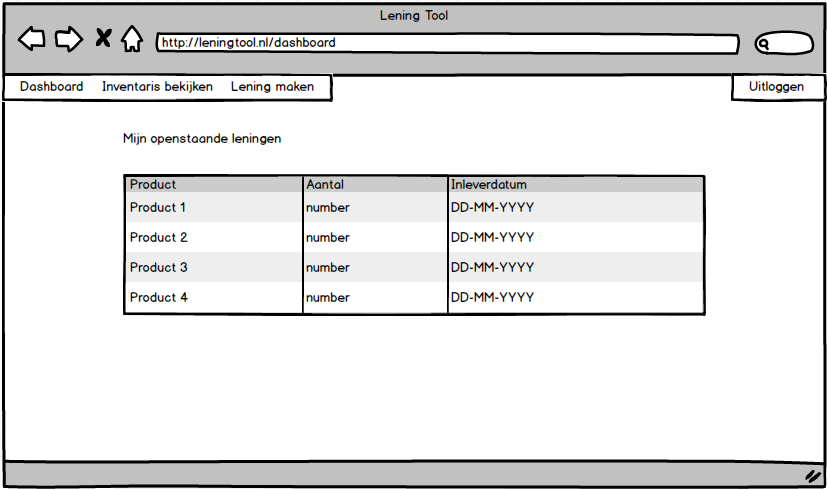 Lening Tool
http://leningtool.nl/dashboard
Dashboard Inventaris bekijken Lening maken Uitloggen
Mijn openstaande leningen
Product Aantal Inleverdatum
Product 1 number DD-MM-YYYY
Product 2 number DD-MM-YYYY
Product 3 number DD-MM-YYYY
Product 4 number DD-MM-YYYY